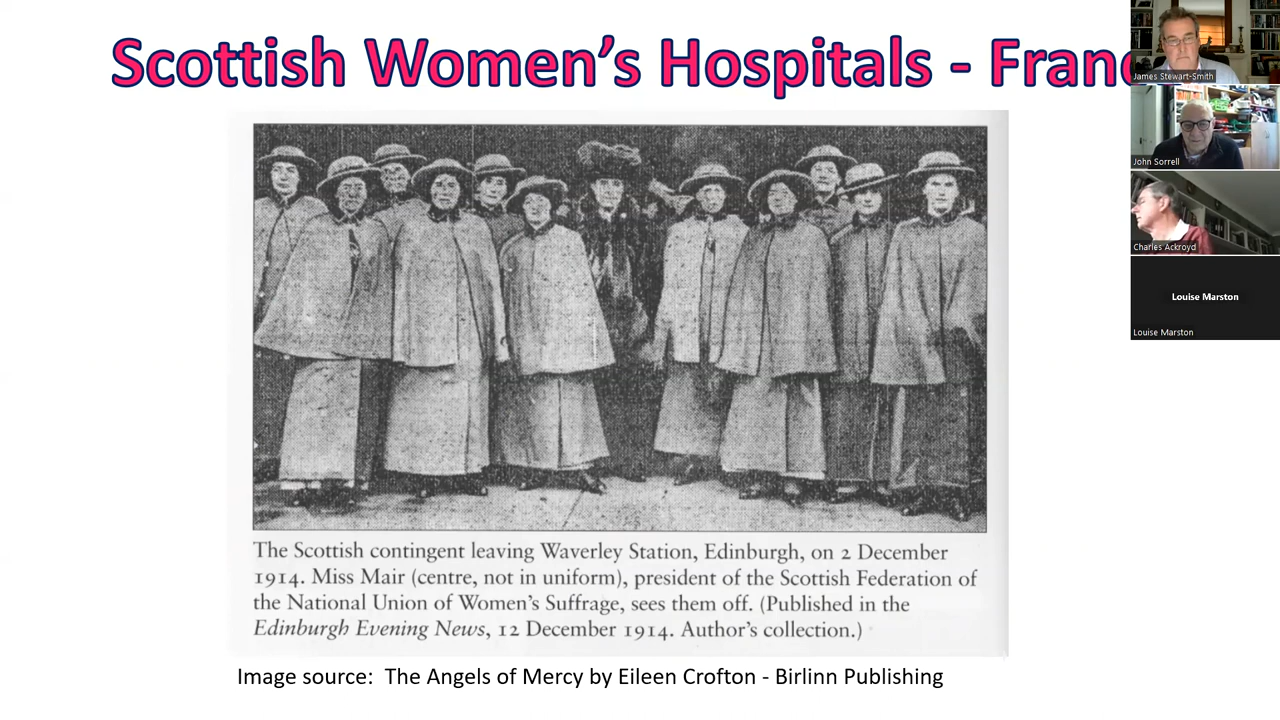 Scottish Women's Hospitals - Franc
The Scottish contingent leaving Waverley Station, Edinburgh, on 2 December
1914. Miss Mair (centre, not in uniform), president of the Scottish Federation of
the National Union of Women's Suffrage, sees them off. (Published in the
Edinburgh Evening News, 12 December 1914. Author's collection.)
Image source:  The Angels of Mercy by Eileen Crofton - Birlinn Publishing
James Stewart-Smith
John Sorrell
Charles Ackroyd
Louise Marston
Louise Marston